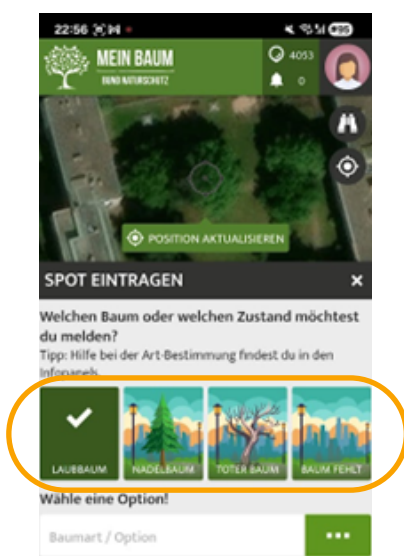 22:56
95
MEIN BAUM
BUND NATURSCHUTZ
4053
0
POSITION AKTUALISIEREN
SPOT EINTRAGEN ×
Welchen Baum oder welchen Zustand möchtest
du melden?
Tipp: Hilfe bei der Art-Bestimmung findest du in den
Infopanels.
LAUBBAUM NADELBAUM TOTER BAUM BAUM FEHLT
Wähle eine Option!
Baumart / Option